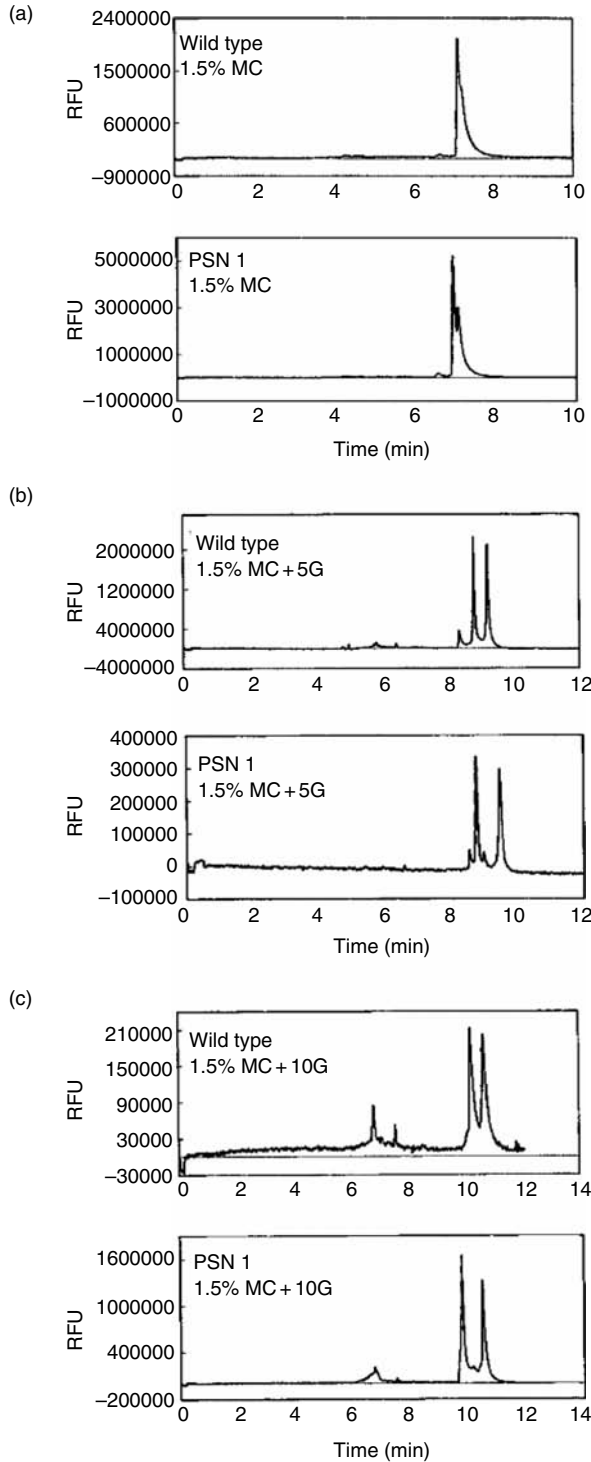 (a)
2400000
1500000
600000
−900000
RFU
Wild type
1.5% MC
0 2 4 6 8 10
5000000
3000000
1000000
−1000000
RFU
PSN 1
1.5% MC
0 2 4 6 8 10
Time (min)
(b)
2000000
1200000
4000000
−4000000
RFU
Wild type
1.5% MC + 5G
0 2 4 6 8 10 12
400000
300000
200000
100000
0
−100000
RFU
PSN 1
1.5% MC + 5G
0 2 4 6 8 10 12
Time (min)
(c)
210000
150000
90000
30000
−30000
RFU
Wild type
1.5% MC + 10G
0 2 4 6 8 10 12 14
1600000
1000000
400000
−200000
RFU
PSN 1
1.5% MC + 10G
0 2 4 6 8 10 12 14
Time (min)